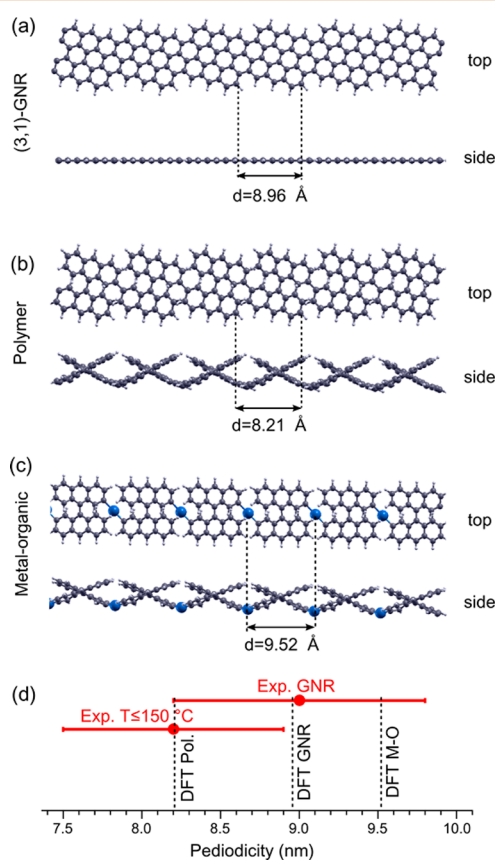 (a)
(3,1)-GNR
top
side
d=8.96 Å
(b)
Polymer
top
side
d=8.21 Å
(c)
Metal-organic
top
side
d=9.52 Å
(d)
Exp. GNR
Exp. T≤150 °C
DFT Pol.
DFT GNR
DFT M-O
7.5 8.0 8.5 9.0 9.5 10.0
Pediodicity (nm)